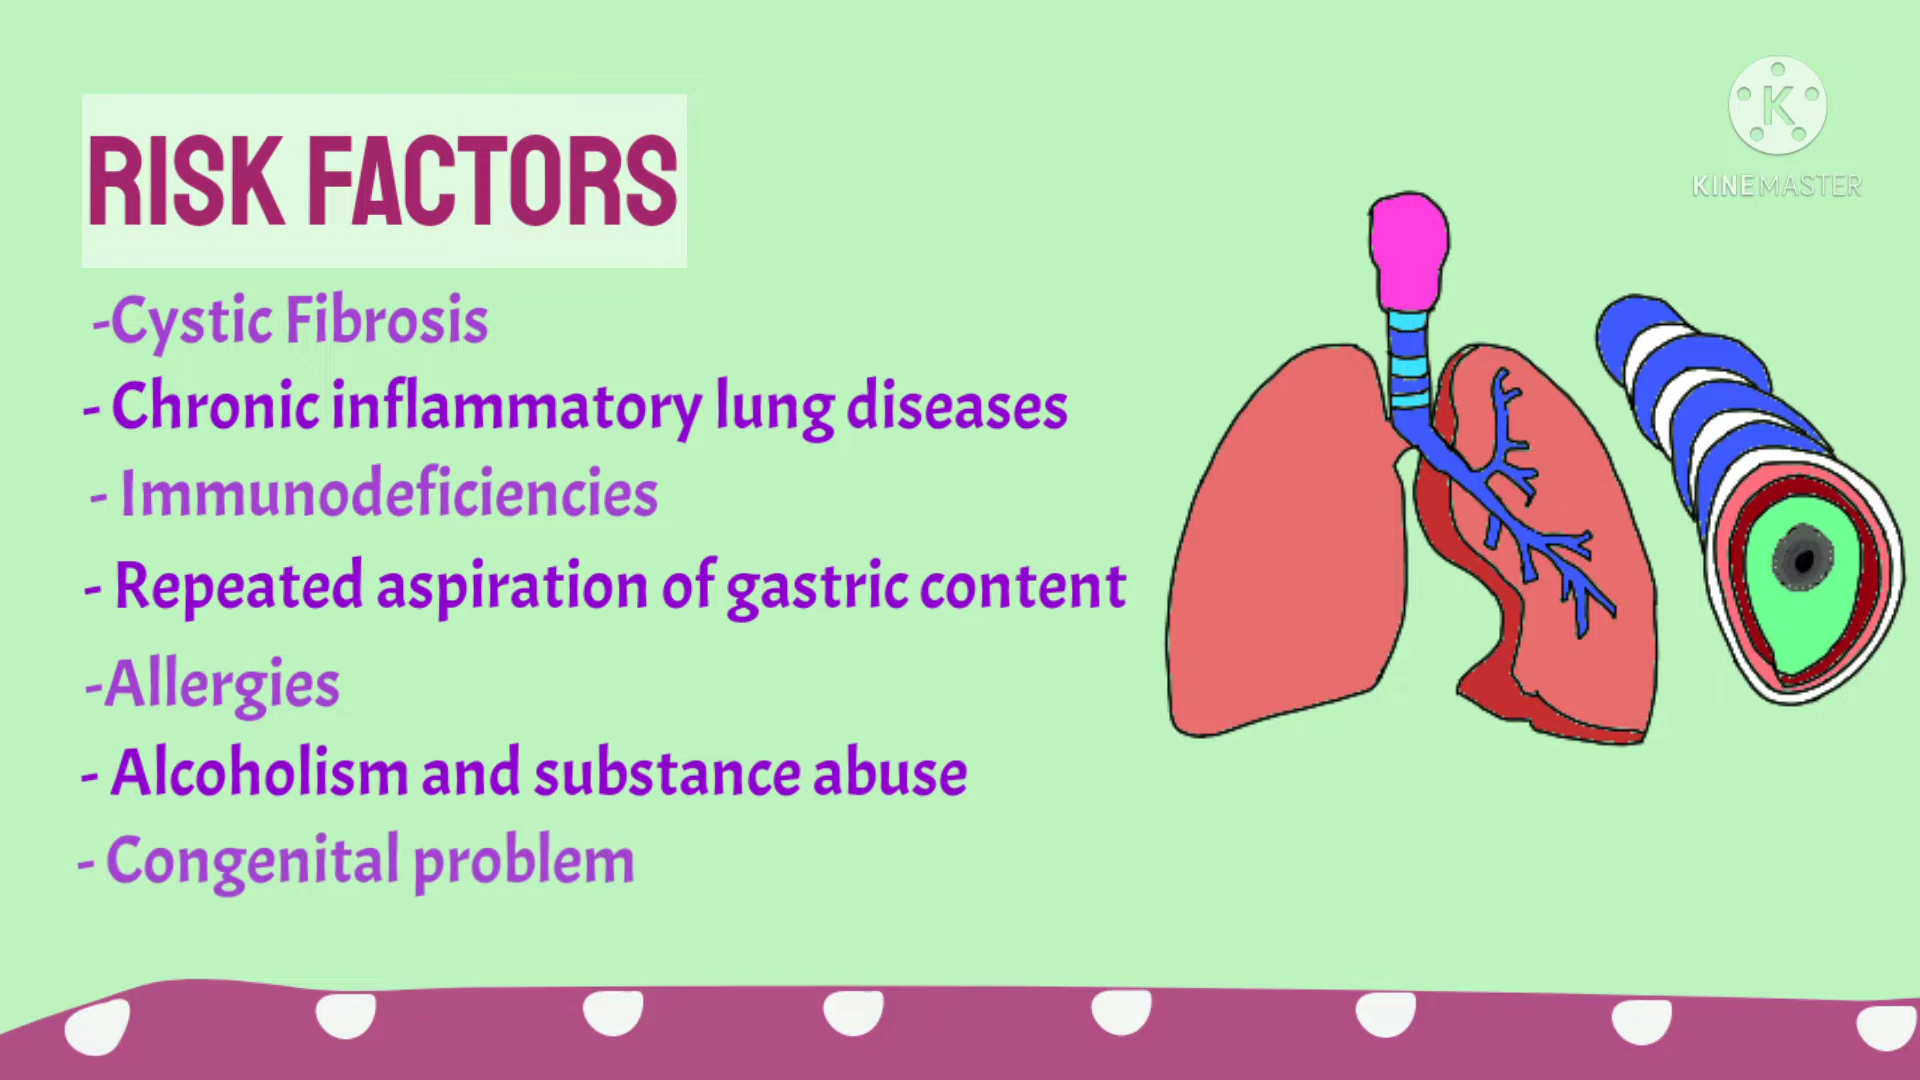 RISK FACTORS
-Cystic Fibrosis
- Chronic inflammatory lung diseases
- Immunodeficiencies
- Repeated aspiration of gastric content
-Allergies
- Alcoholism and substance abuse
- Congenital problem
K
KINEMASTER